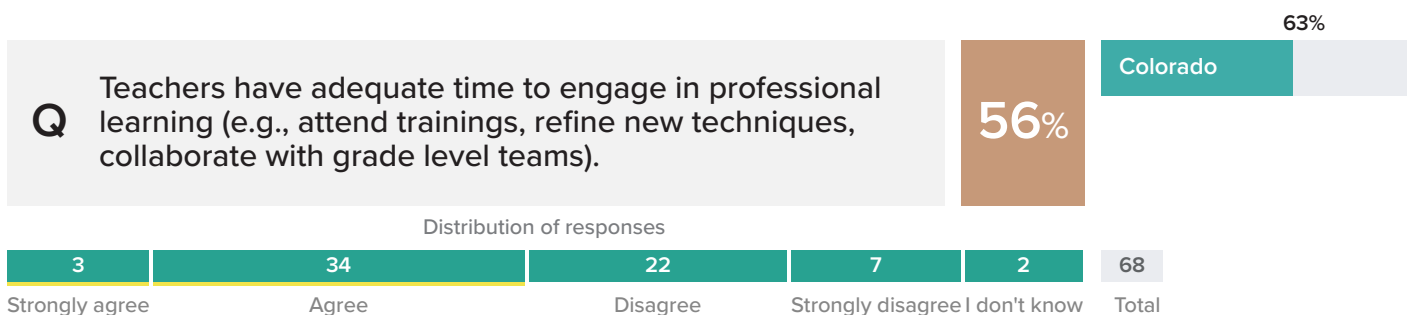 63%
Q
Teachers have adequate time to engage in professional
learning (e.g., attend trainings, refine new techniques,
collaborate with grade level teams).
56%
Colorado
Distribution of responses
3 34 22 7 2 68
Strongly agree Agree Disagree Strongly disagree I don't know Total